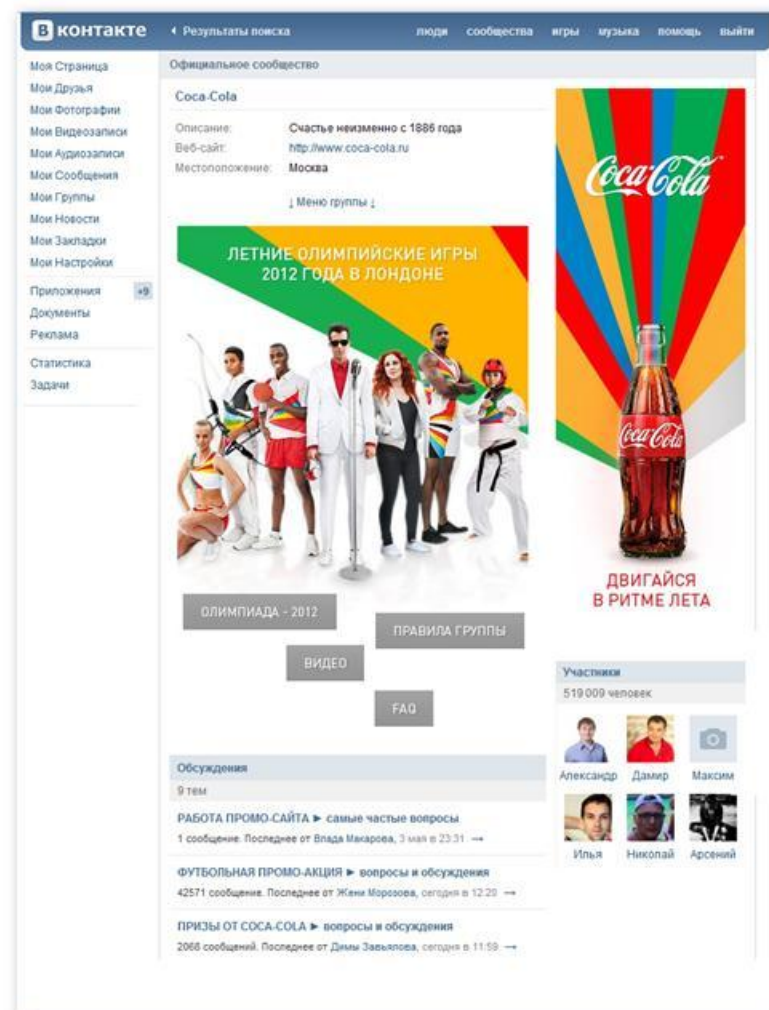 В контакте
Результаты поиска
люди сообщества игры музыка помощь выйти
Моя Страница
Мои Друзья
Мои Фотографии
Мои Видеозаписи
Мои Аудиозаписи
Мои Сообщения
Мои Группы
Мои Новости
Мои Закладки
Мои Настройки
Приложения +9
Документы
Реклама
Статистика
Задачи
Официальное сообщество
Coca-Cola
Описание: Счастье неизменно с 1886 года
Веб-сайт: http://www.coca-cola.ru
Местоположение: Москва
↓ Меню группы ↓
ЛЕТНИЕ ОЛИМПИЙСКИЕ ИГРЫ
2012 ГОДА В ЛОНДОНЕ
ОЛИМПИАДА - 2012
ПРАВИЛА ГРУППЫ
ВИДЕО
FAQ
Обсуждения
9 тем
РАБОТА ПРОМО-САЙТА ► самые частые вопросы
1 сообщение. Последнее от Влада Макарова, 3 мая в 23:31 →
ФУТБОЛЬНАЯ ПРОМО-АКЦИЯ ► вопросы и обсуждения
42571 сообщение. Последнее от Жени Морозова, сегодня в 12:20 →
ПРИЗЫ ОТ COCA-COLA ► вопросы и обсуждения
2068 сообщений. Последнее от Димы Завьялова, сегодня в 11:59 →
Coca-Cola
Coca-Cola
ДВИГАЙСЯ
В РИТМЕ ЛЕТА
Участники
519 009 человек
Александр Дамир Максим
Илья Николай Арсений